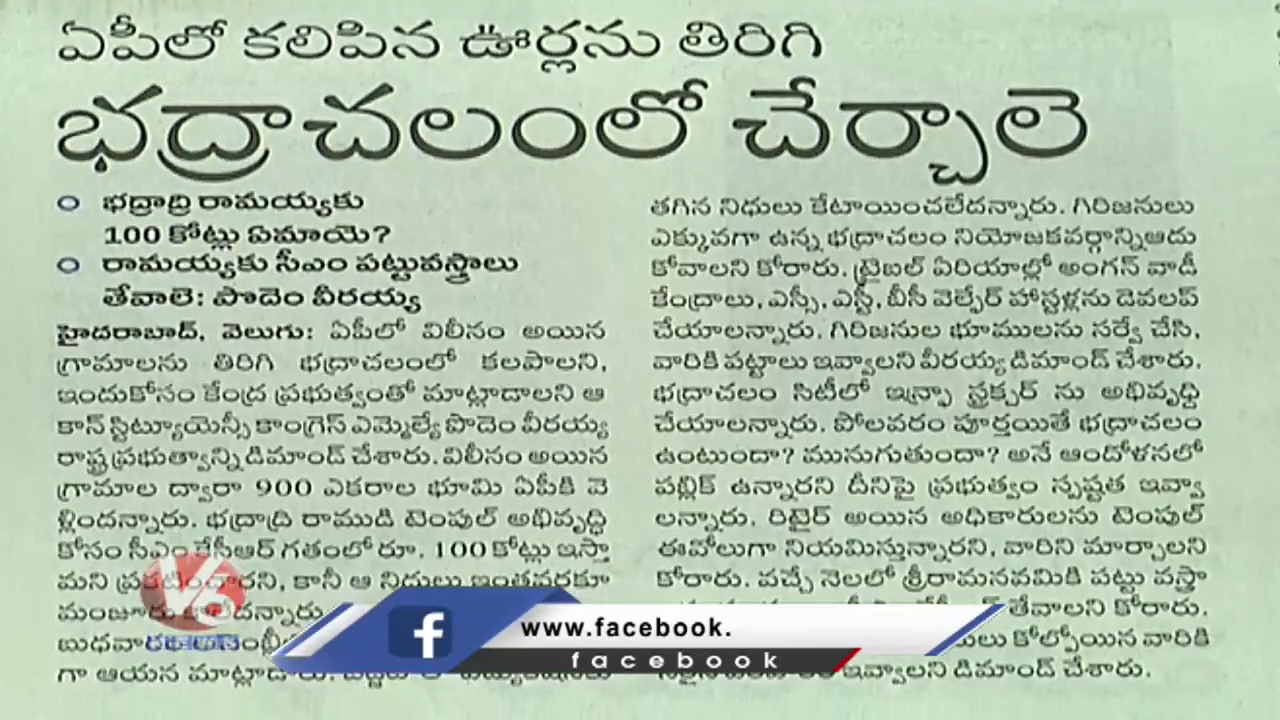 ఏపీలో కలిపిన ఊర్లను తిరిగి
భద్రాచలంలో చేర్చాలె
భద్రాద్రి రామయ్యకు
100 కోట్లు ఏమాయె?
రామయ్యకు సీఎం పట్టువస్త్రాలు
తేవాలె: పొదెం వీరయ్య
హైదరాబాద్, వెలుగు: ఏపీలో విలీనం అయిన
గ్రామాలను తిరిగి భద్రాచలంలో కలపాలని,
ఇందుకోసం కేంద్ర ప్రభుత్వంతో మాట్లాడాలని ఆ
కాన్ స్టిట్యూయెన్సీ కాంగ్రెస్ ఎమ్మెల్యే పొదెం వీరయ్య
రాష్ట్ర ప్రభుత్వాన్ని డిమాండ్ చేశారు. విలీనం అయిన
గ్రామాల ద్వారా 900 ఎకరాల భూమి ఏపీకి వె
ళ్లిందన్నారు. భద్రాద్రి రాముడి టెంపుల్ అభివృద్ధి
కోసం సీఎం కేసీఆర్ గతంలో రూ. 100 కోట్లు ఇస్తా
మని ప్రకటించారని, కానీ ఆ నిధులు ఇంతవరకూ
మంజూరు కాలేదన్నారు.
బుధవారం
గా ఆయన మాట్లాడారు.
తగిన నిధులు కేటాయించలేదన్నారు. గిరిజనులు
ఎక్కువగా ఉన్న భద్రాచలం నియోజకవర్గాన్నిఆదు
కోవాలని కోరారు. ట్రైబల్ ఏరియాల్లో అంగన్ వాడీ
కేంద్రాలు, ఎస్సీ, ఎస్టీ, బీసీ వెల్ఫేర్ హాస్టళ్లను డెవలప్
చేయాలన్నారు. గిరిజనుల భూములను సర్వే చేసి,
వారికి పట్టాలు ఇవ్వాలని వీరయ్య డిమాండ్ చేశారు.
భద్రాచలం సిటీలో ఇన్ఫ్రా స్ట్రక్చర్ ను అభివృద్ధి
చేయాలన్నారు. పోలవరం పూర్తయితే భద్రాచలం
ఉంటుందా? మునుగుతుందా? అనే ఆందోళనలో
పబ్లిక్ ఉన్నారని దీనిపై ప్రభుత్వం స్పష్టత ఇవ్వా
లన్నారు. రిటైర్ అయిన అధికారులను టెంపుల్
ఈవోలుగా నియమిస్తున్నారని, వారిని మార్చాలని
కోరారు. వచ్చే నెలలో శ్రీరామనవమికి పట్టు వస్త్రా
తేవాలని కోరారు.
కోల్పోయిన వారికి
ఇవ్వాలని డిమాండ్ చేశారు.
V6
తెలంగాణ
f
www.facebook.
facebook